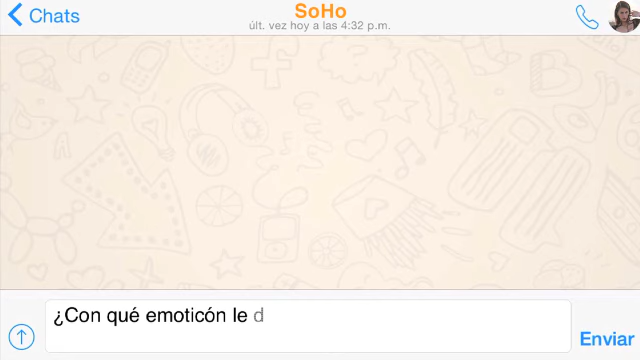 SoHo
Chats
últ. vez hoy a las 4:32 p.m.
¿Con qué emoticón le d
Enviar